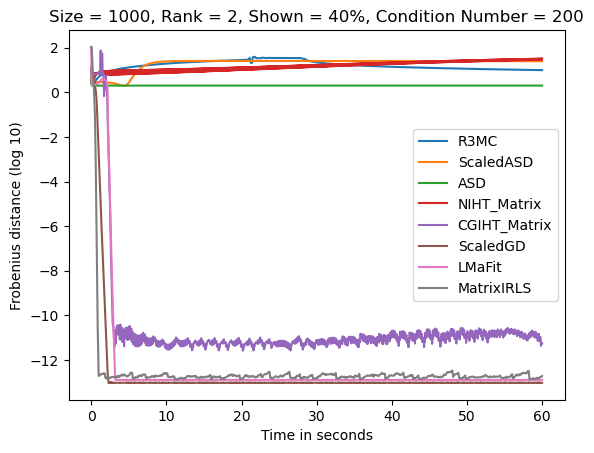 Size = 1000, Rank = 2, Shown = 40%, Condition Number = 200
Frobenius distance (log 10)
2
0
−2
−4
−6
−8
−10
−12
R3MC
ScaledASD
ASD
NIHT_Matrix
CGIHT_Matrix
ScaledGD
LMaFit
MatrixIRLS
0 10 20 30 40 50 60
Time in seconds